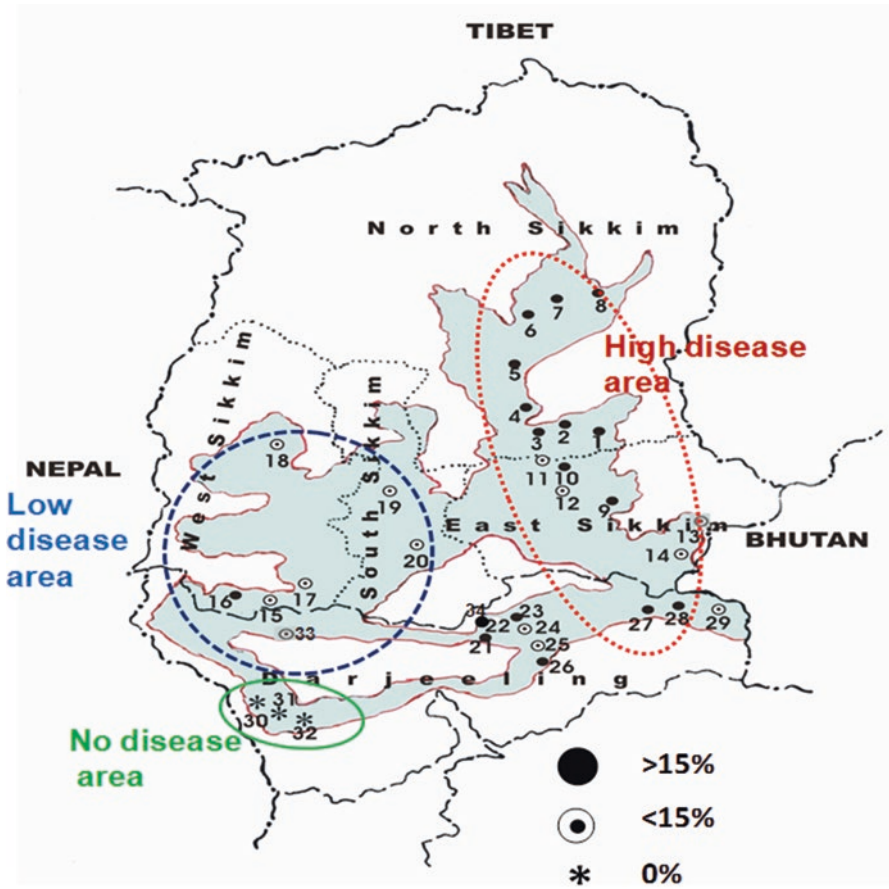 TIBET
North Sikkim
8
7
6
High disease
area
5
4
3
2
1
West Sikkim
South Sikkim
18
NEPAL
11
10
Low
disease
area
19
12
9
East Sikkim
13
BHUTAN
20
14
16
17
15
33
34
23
22
24
21
25
26
27
28
29
Darjeeling
31
30
32
No disease
area
>15%
<15%
0%